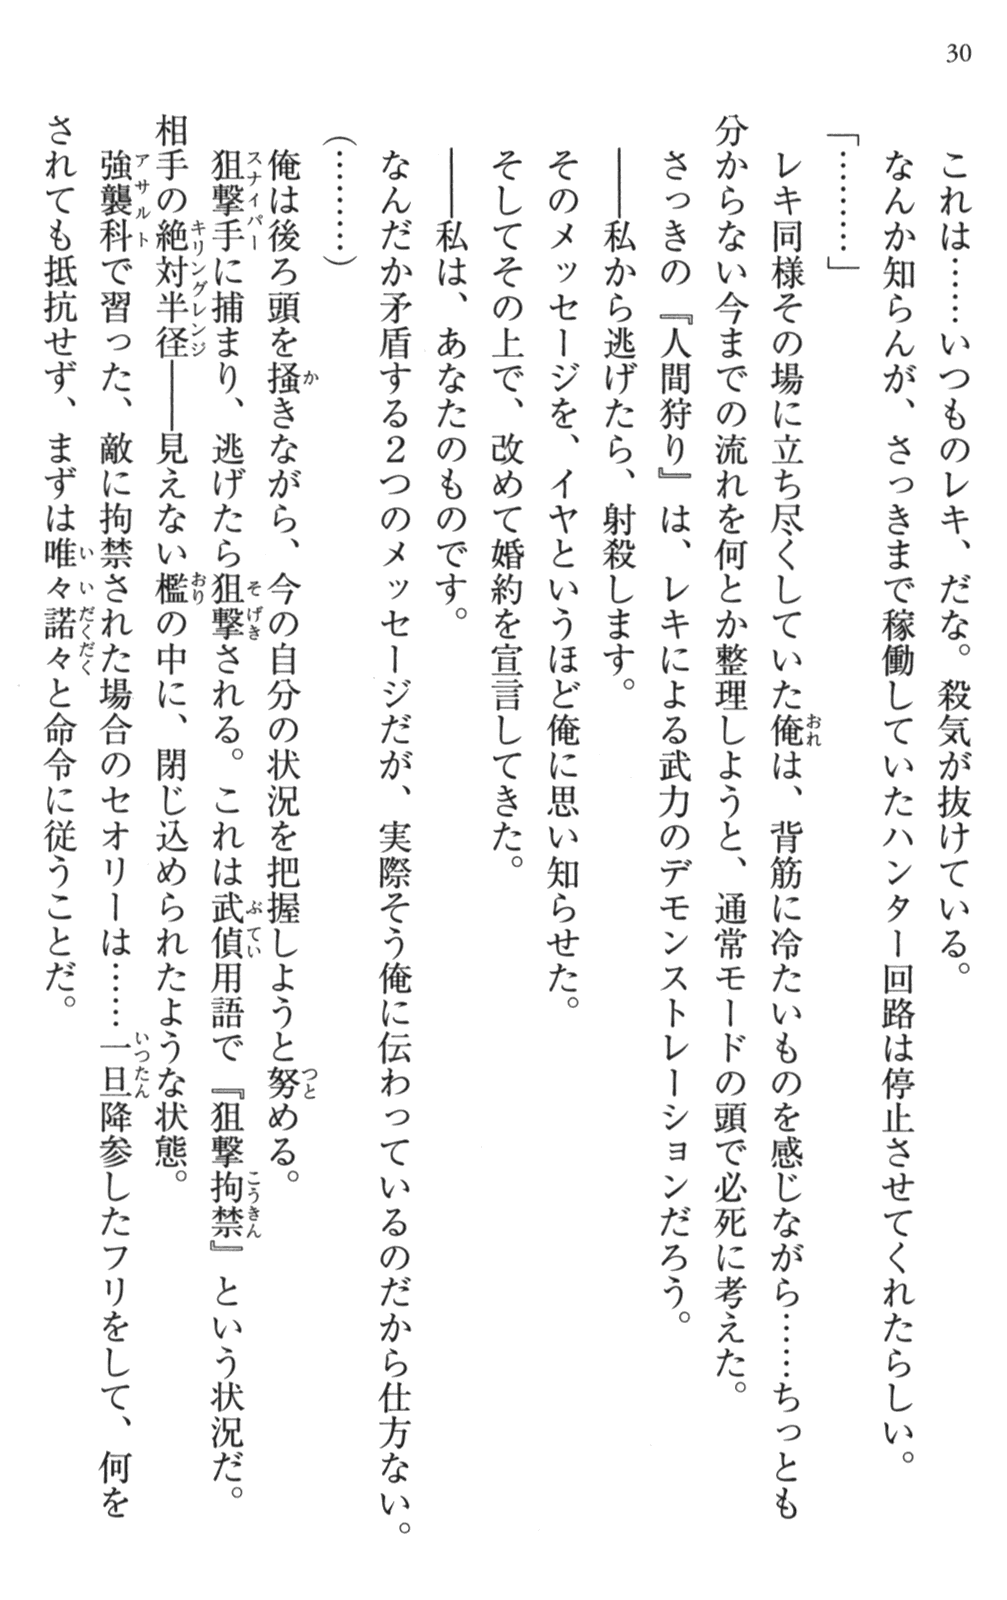 30
これは……いつものレキ、だな。殺気が抜けている。
なんか知らんが、さっきまで稼働していたハンター回路は停止させてくれたらしい。
「………」
レキ同様その場に立ち尽くしていた俺は、背筋に冷たいものを感じながら……ちっとも
分からない今までの流れを何とか整理しようと、通常モードの頭で必死に考えた。
さっきの『人間狩り』は、レキによる武力のデモンストレーションだろう。
――私から逃げたら、射殺します。
そのメッセージを、イヤというほど俺に思い知らせた。
そしてその上で、改めて婚約を宣言してきた。
――私は、あなたのものです。
なんだか矛盾する2つのメッセージだが、実際そう俺に伝わっているのだから仕方ない。
(………)
俺は後ろ頭を掻きながら、今の自分の状況を把握しようと努める。
狙撃手に捕まり、逃げたら狙撃される。これは武偵用語で『狙撃拘禁』という状況だ。
相手の絶対半径――見えない檻の中に、閉じ込められたような状態。
強襲科で習った、敵に拘禁された場合のセオリーは……一旦降参したフリをして、何を
されても抵抗せず、まずは唯々諾々と命令に従うことだ。